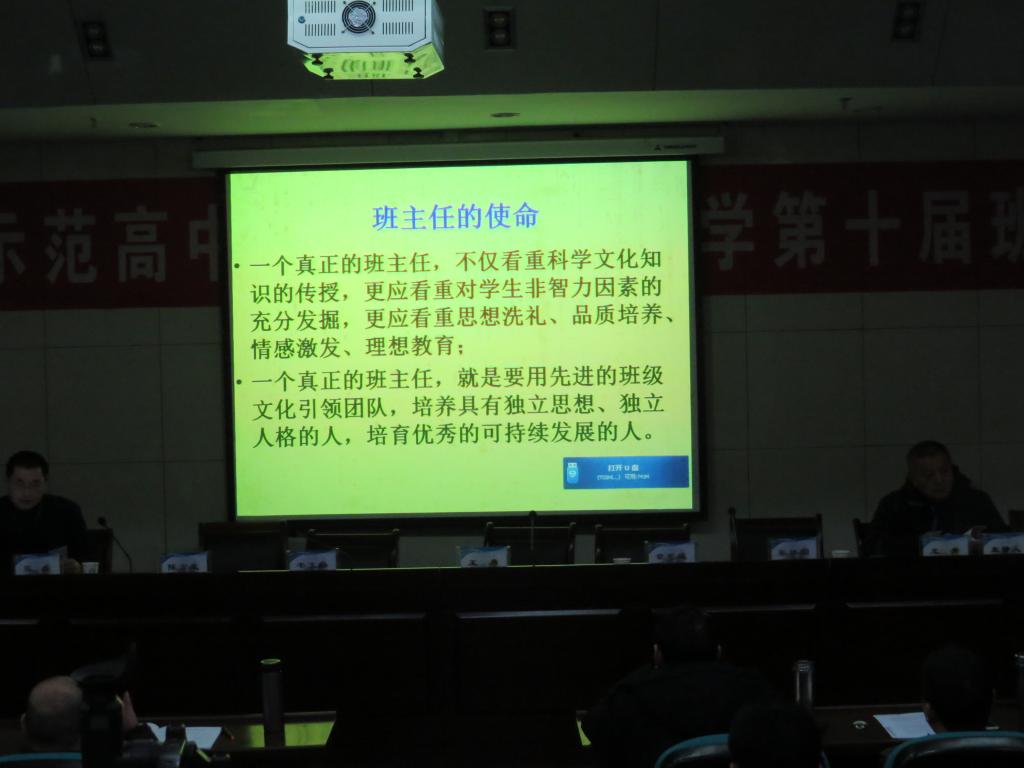 示范高中
学第十届班
班主任的使命
一个真正的班主任，不仅看重科学文化知
识的传授，更应看重对学生非智力因素的
充分发掘，更应看重思想洗礼、品质培养、
情感激发、理想教育；
一个真正的班主任，就是要用先进的班级
文化引领团队，培养具有独立思想、独立
人格的人，培育优秀的可持续发展的人。
打开 U 盘